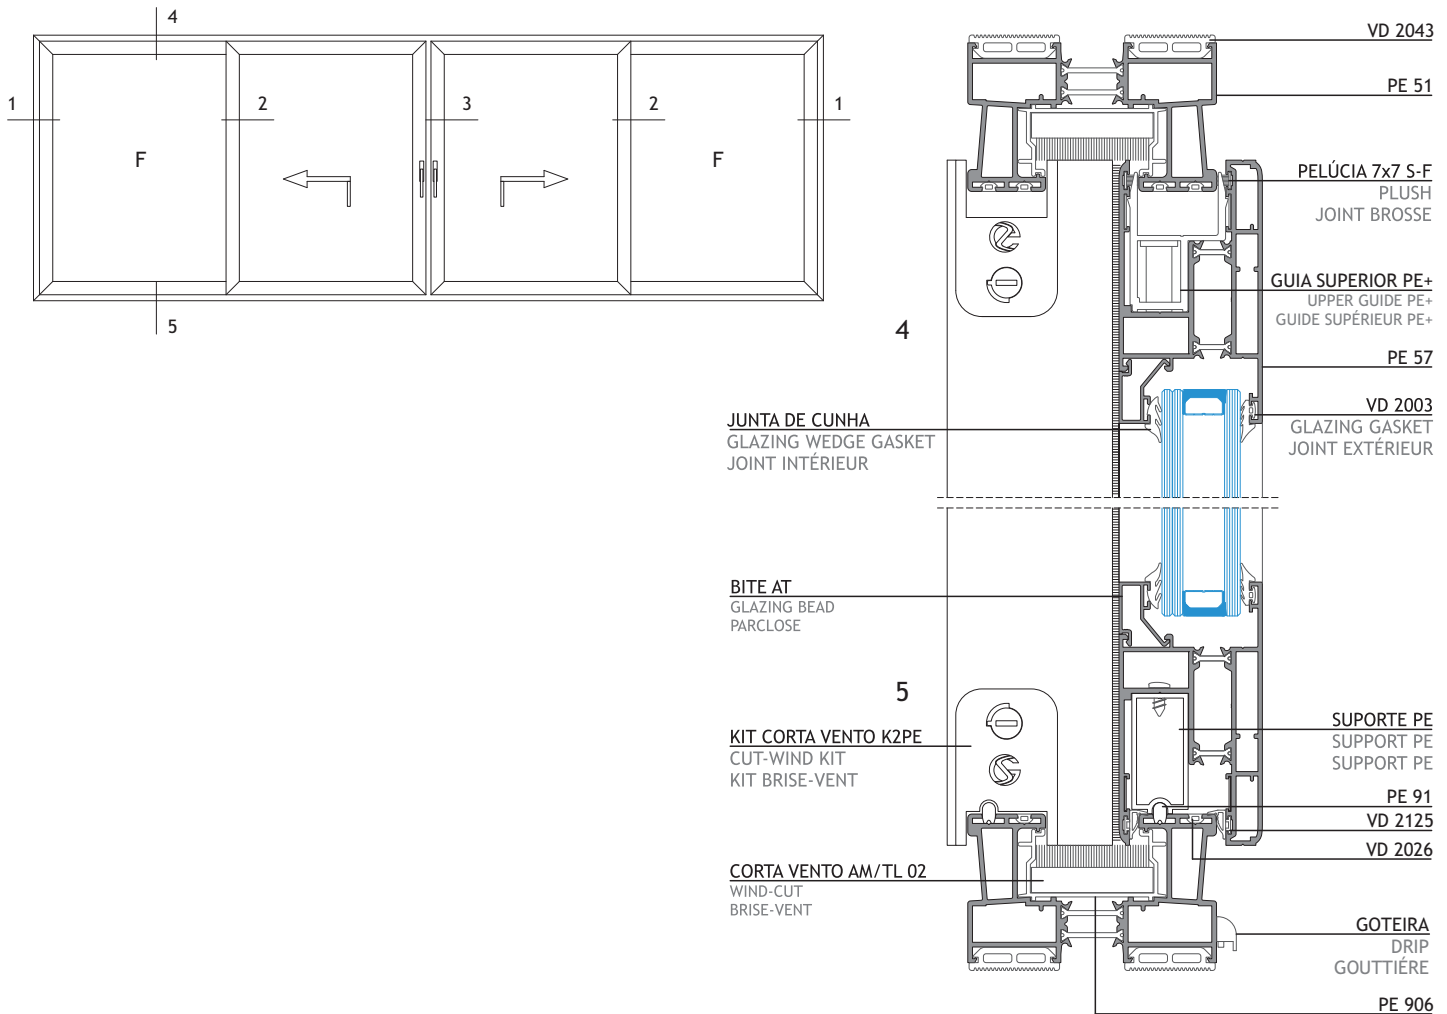 4
1
2
3
2
1
F
F
5
VD 2043
PE 51
PELÚCIA 7x7 S-F
PLUSH
JOINT BROSSE
GUIA SUPERIOR PE+
UPPER GUIDE PE+
GUIDE SUPÉRIEUR PE+
4
PE 57
VD 2003
GLAZING GASKET
JOINT EXTÉRIEUR
JUNTA DE CUNHA
GLAZING WEDGE GASKET
JOINT INTÉRIEUR
BITE AT
GLAZING BEAD
PARCLOSE
5
KIT CORTA VENTO K2PE
CUT-WIND KIT
KIT BRISE-VENT
SUPORTE PE
SUPPORT PE
SUPPORT PE
PE 91
VD 2125
VD 2026
CORTA VENTO AM/TL 02
WIND-CUT
BRISE-VENT
GOTEIRA
DRIP
GOUTTIÉRE
PE 906